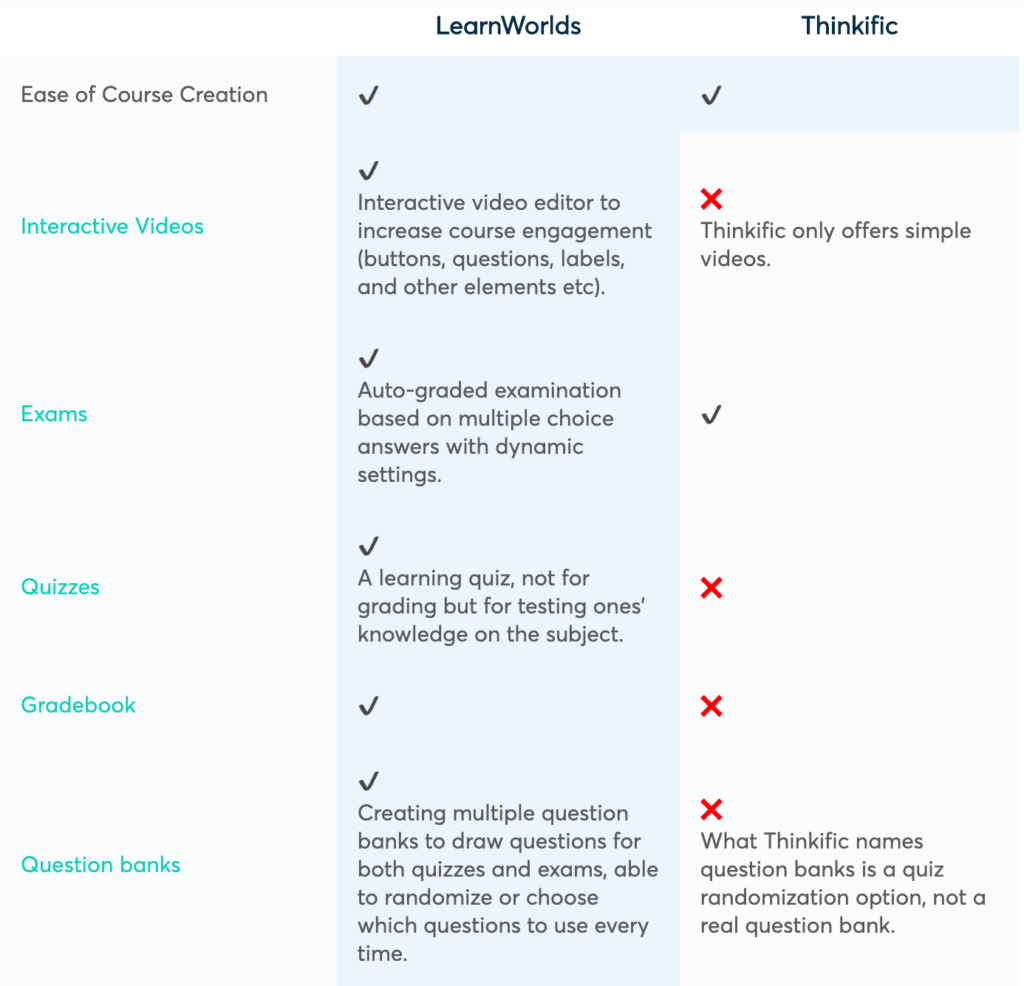 LearnWorlds Thinkific
Ease of Course Creation ✓ ✓
Interactive Videos
✓
Interactive video editor to
increase course engagement
(buttons, questions, labels,
and other elements etc).
❌
Thinkific only offers simple
videos.
Exams
✓
Auto-graded examination
based on multiple choice
answers with dynamic
settings.
✓
Quizzes
✓
A learning quiz, not for
grading but for testing ones’
knowledge on the subject.
❌
Gradebook ✓ ❌
Question banks
✓
Creating multiple question
banks to draw questions for
both quizzes and exams, able
to randomize or choose
which questions to use every
time.
❌
What Thinkific names
question banks is a quiz
randomization option, not a
real question bank.